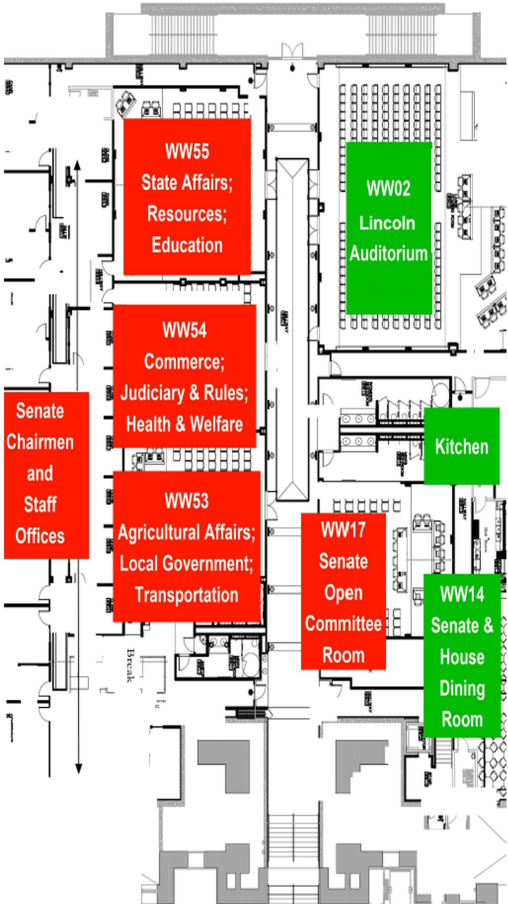 WW55
State Affairs;
Resources;
Education
WW02
Lincoln
Auditorium
WW54
Commerce;
Judiciary & Rules;
Health & Welfare
Senate
Chairmen
and
Staff
Offices
Kitchen
WW53
Agricultural Affairs;
Local Government;
Transportation
WW17
Senate
Open
Committee
Room
WW14
Senate &
House
Dining
Room
Break